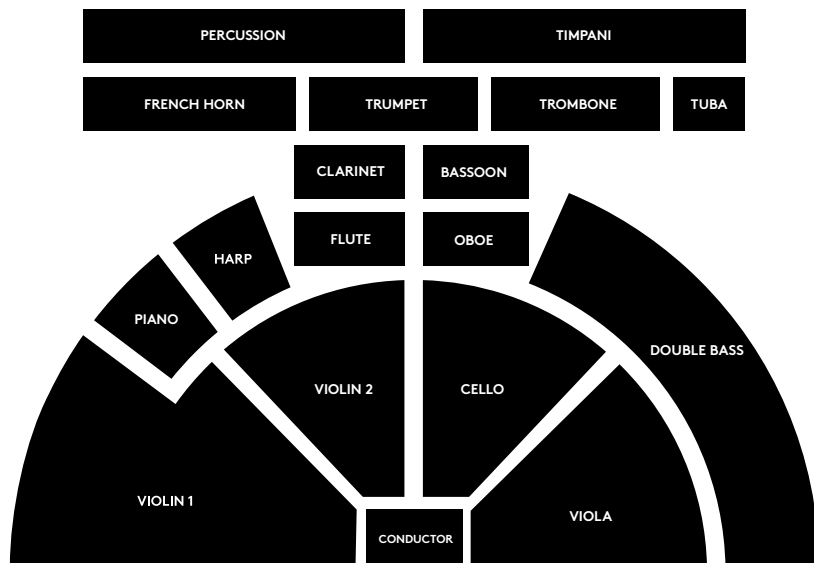 PERCUSSION
TIMPANI
FRENCH HORN
TRUMPET
TROMBONE
TUBA
CLARINET
BASSOON
FLUTE
OBOE
HARP
PIANO
DOUBLE BASS
VIOLIN 2
CELLO
VIOLIN 1
VIOLA
CONDUCTOR